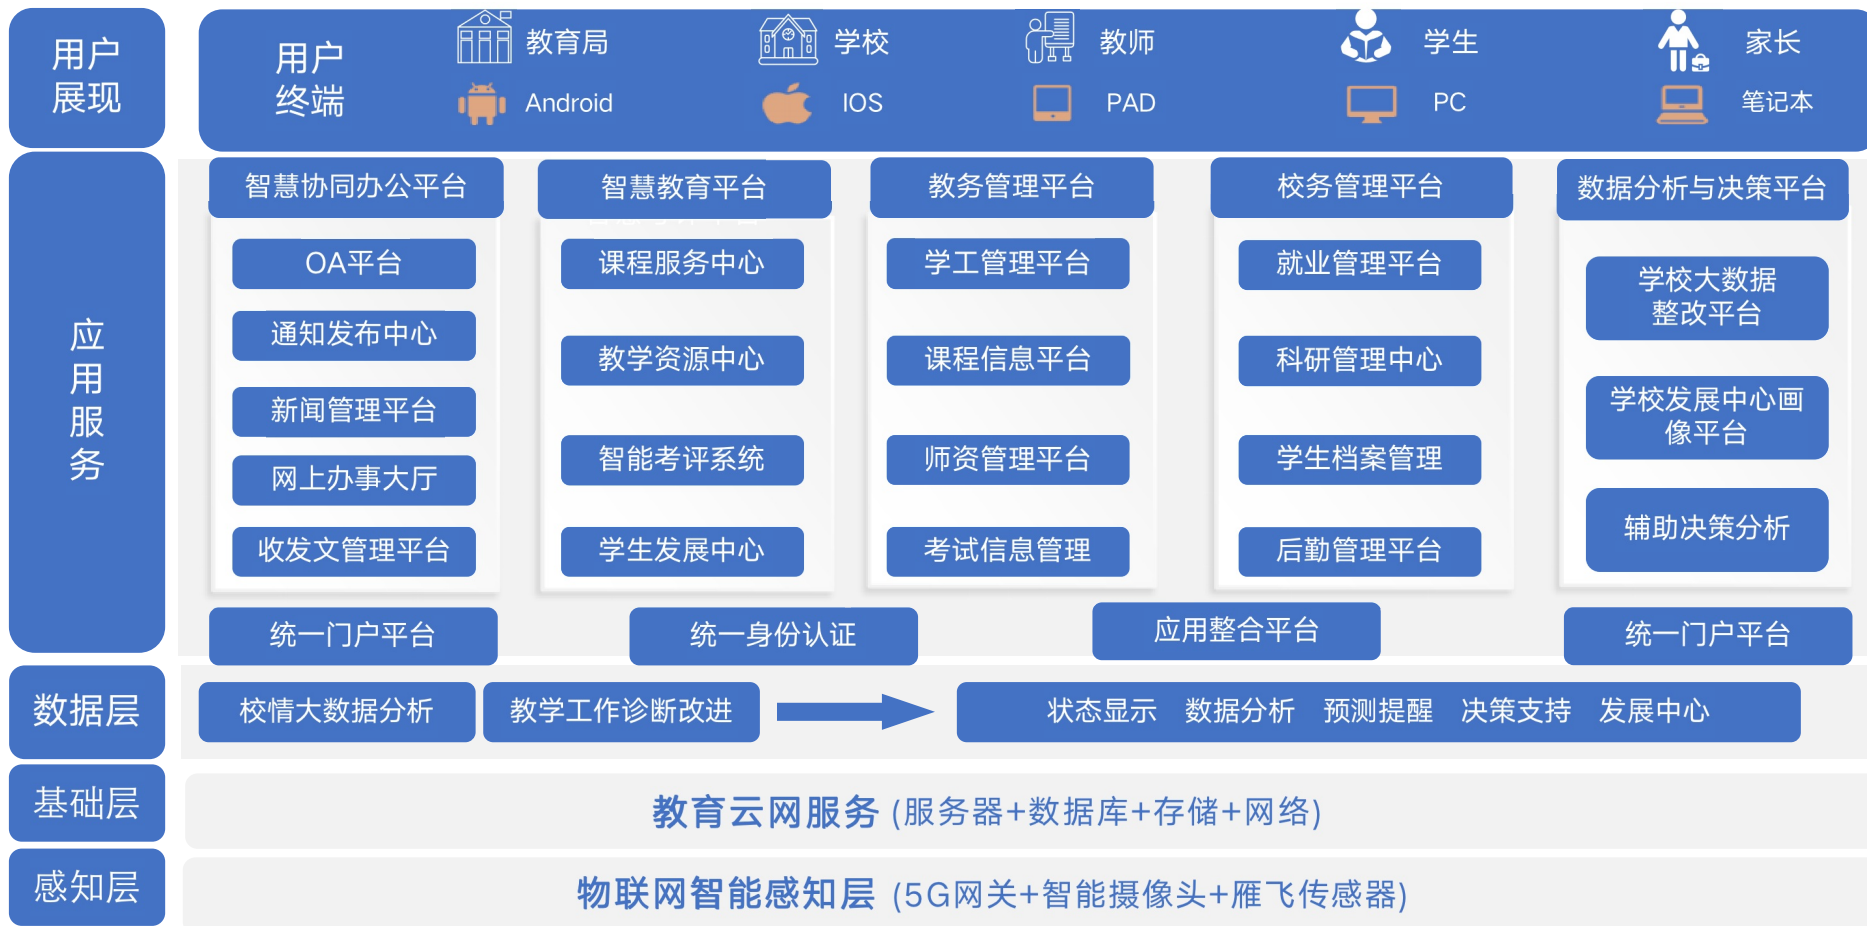 用户
展现
用户
终端
教育局
学校
教师
学生
家长
Android
IOS
PAD
PC
笔记本
应
用
服
务
智慧协同办公平台
OA平台
通知发布中心
新闻管理平台
网上办事大厅
收发文管理平台
智慧教育平台
课程服务中心
教学资源中心
智能考评系统
学生发展中心
教务管理平台
学工管理平台
课程信息平台
师资管理平台
考试信息管理
校务管理平台
就业管理平台
科研管理中心
学生档案管理
后勤管理平台
数据分析与决策平台
学校大数据
整改平台
学校发展中心画
像平台
辅助决策分析
统一门户平台
统一身份认证
应用整合平台
统一门户平台
数据层
校情大数据分析
教学工作诊断改进
状态显示 数据分析 预测提醒 决策支持 发展中心
基础层
教育云网服务 (服务器+数据库+存储+网络)
感知层
物联网智能感知层 (5G网关+智能摄像头+雁飞传感器)